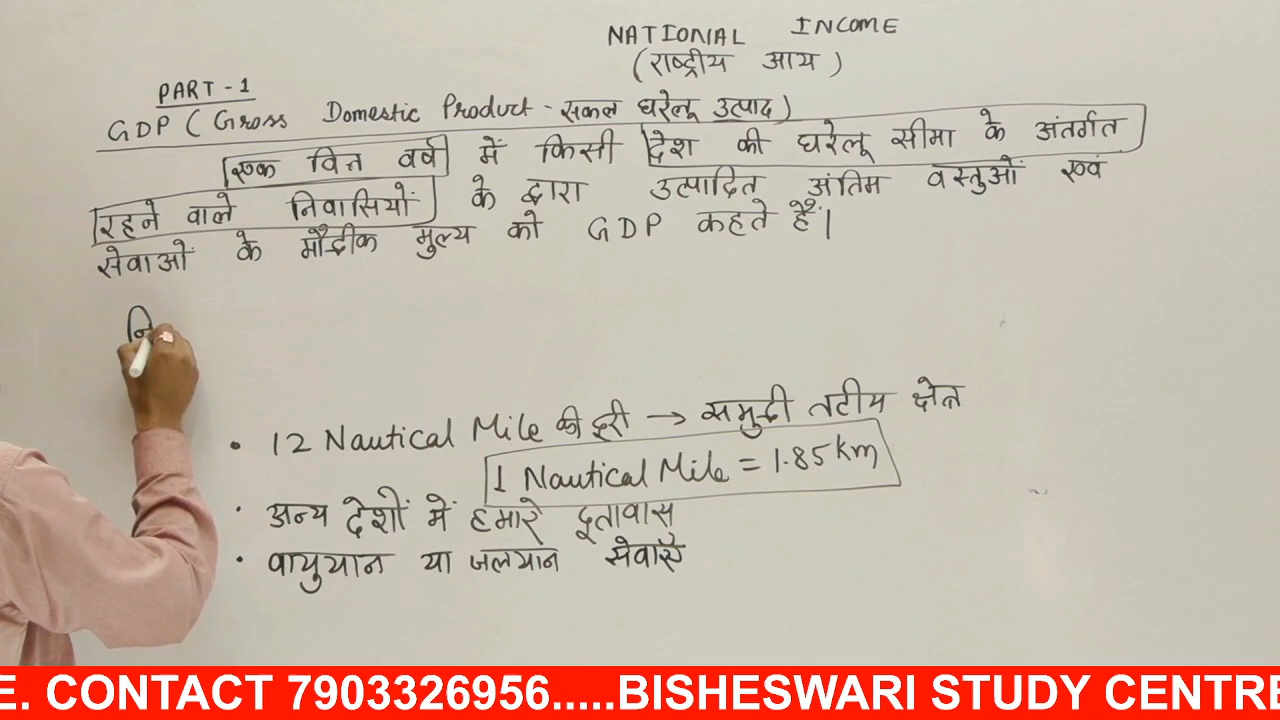 NATIONAL INCOME
(राष्ट्रीय आय)
PART-1
GDP (Gross Domestic Product - सकल घरेलू उत्पाद)
एक वित्त वर्ष में किसी देश की घरेलू सीमा के अंतर्गत
रहने वाले निवासियों के द्वारा उत्पादित अंतिम वस्तुओं एवं
सेवाओं के मौद्रीक मुल्य को GDP कहते हैं।
नि
• 12 Nautical Mile की दूरी → समुद्री तटीय क्षेत्र
1 Nautical Mile = 1.85 km
• अन्य देशों में हमारे दूतावास
• वायुयान या जलयान सेवाएँ
E. CONTACT 7903326956.....BISHESWARI STUDY CENTRE